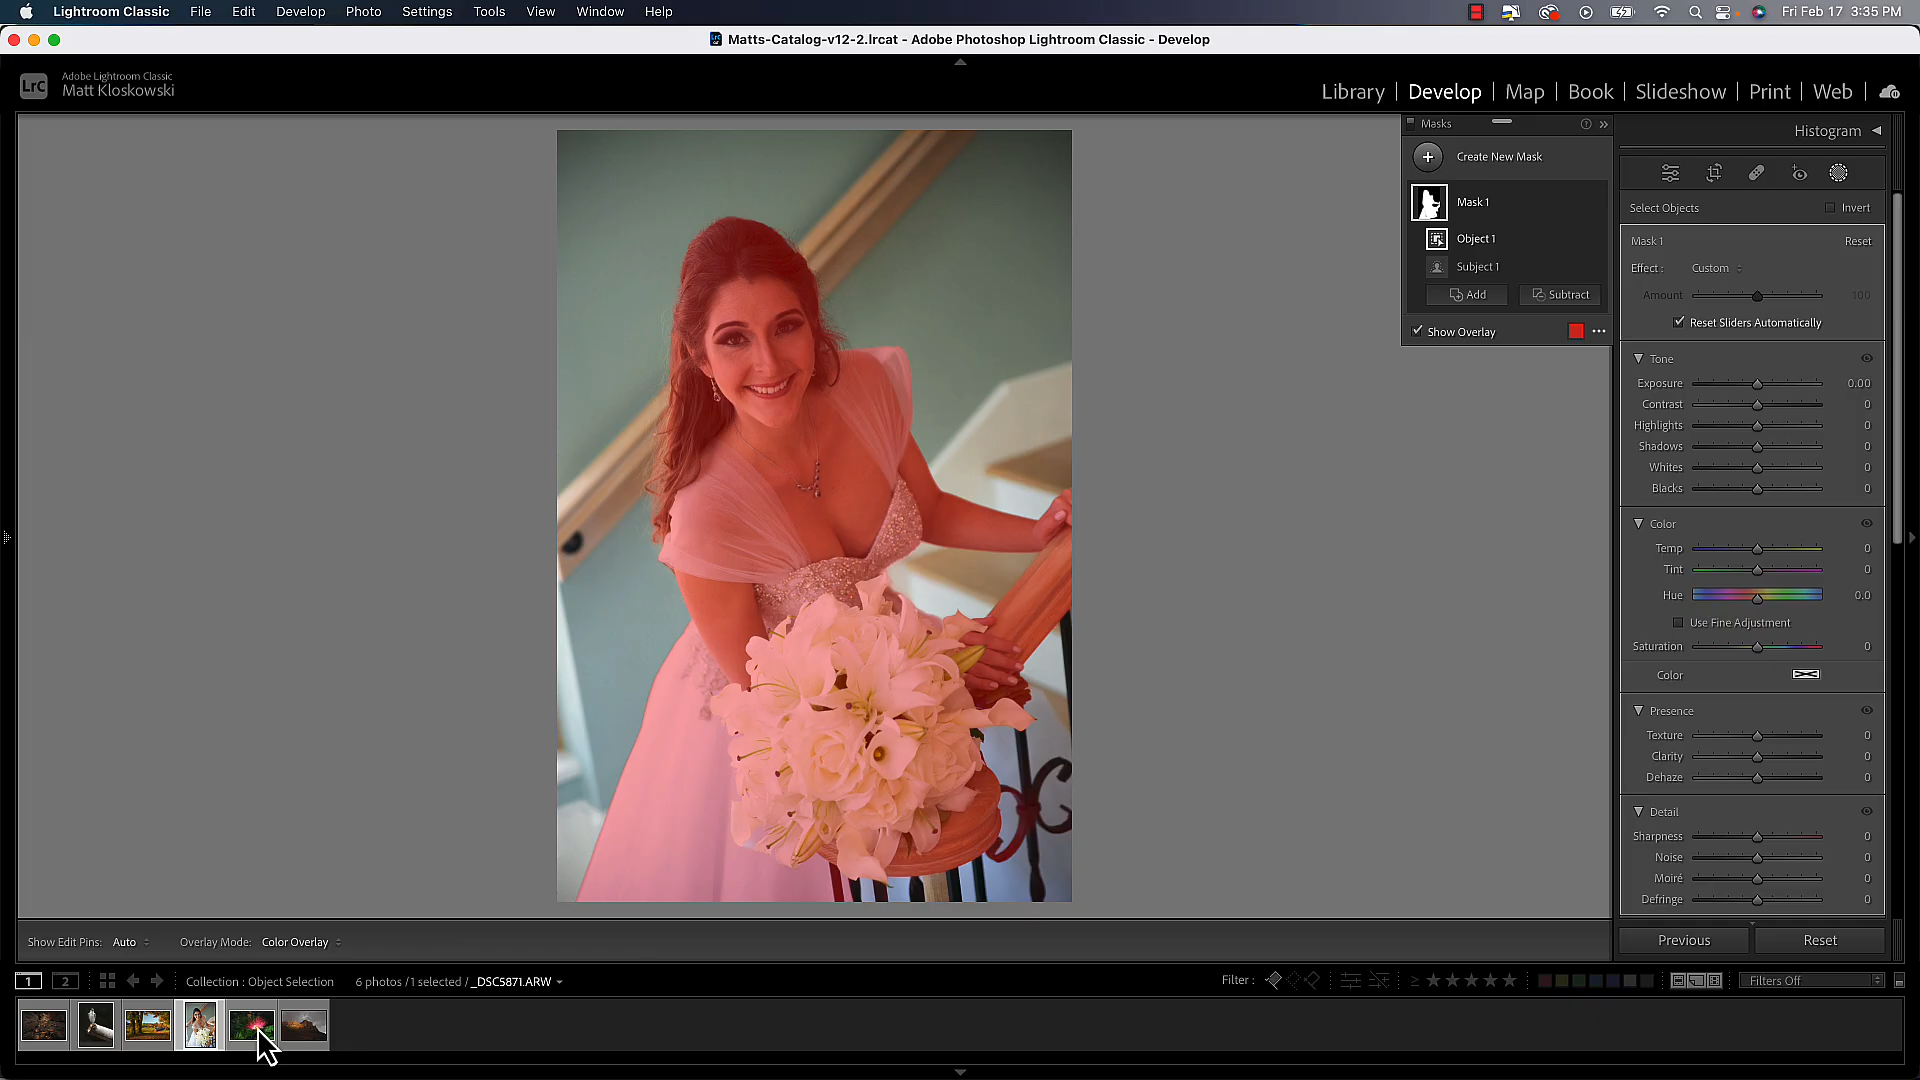 Lightroom Classic File Edit Develop Photo Settings Tools View Window Help Fri Feb 17 3:35 PM
Matts-Catalog-v12-2.lrcat - Adobe Photoshop Lightroom Classic - Develop
LrC Adobe Lightroom Classic
Matt Kloskowski
Library | Develop | Map | Book | Slideshow | Print | Web
Masks
Create New Mask
Mask 1
Object 1
Subject 1
Add Subtract
Show Overlay
Histogram
Select Objects Invert
Mask 1 Reset
Effect : Custom
Amount 100
Reset Sliders Automatically
Tone
Exposure 0.00
Contrast 0
Highlights 0
Shadows 0
Whites 0
Blacks 0
Color
Temp 0
Tint 0
Hue 0.0
Use Fine Adjustment
Saturation 0
Color
Presence
Texture 0
Clarity 0
Dehaze 0
Detail
Sharpness 0
Noise 0
Moiré 0
Defringe 0
Previous Reset
Show Edit Pins: Auto Overlay Mode: Color Overlay
1 2 Collection : Object Selection 6 photos /1 selected /_DSC5871.ARW Filter : ≥ Filters Off